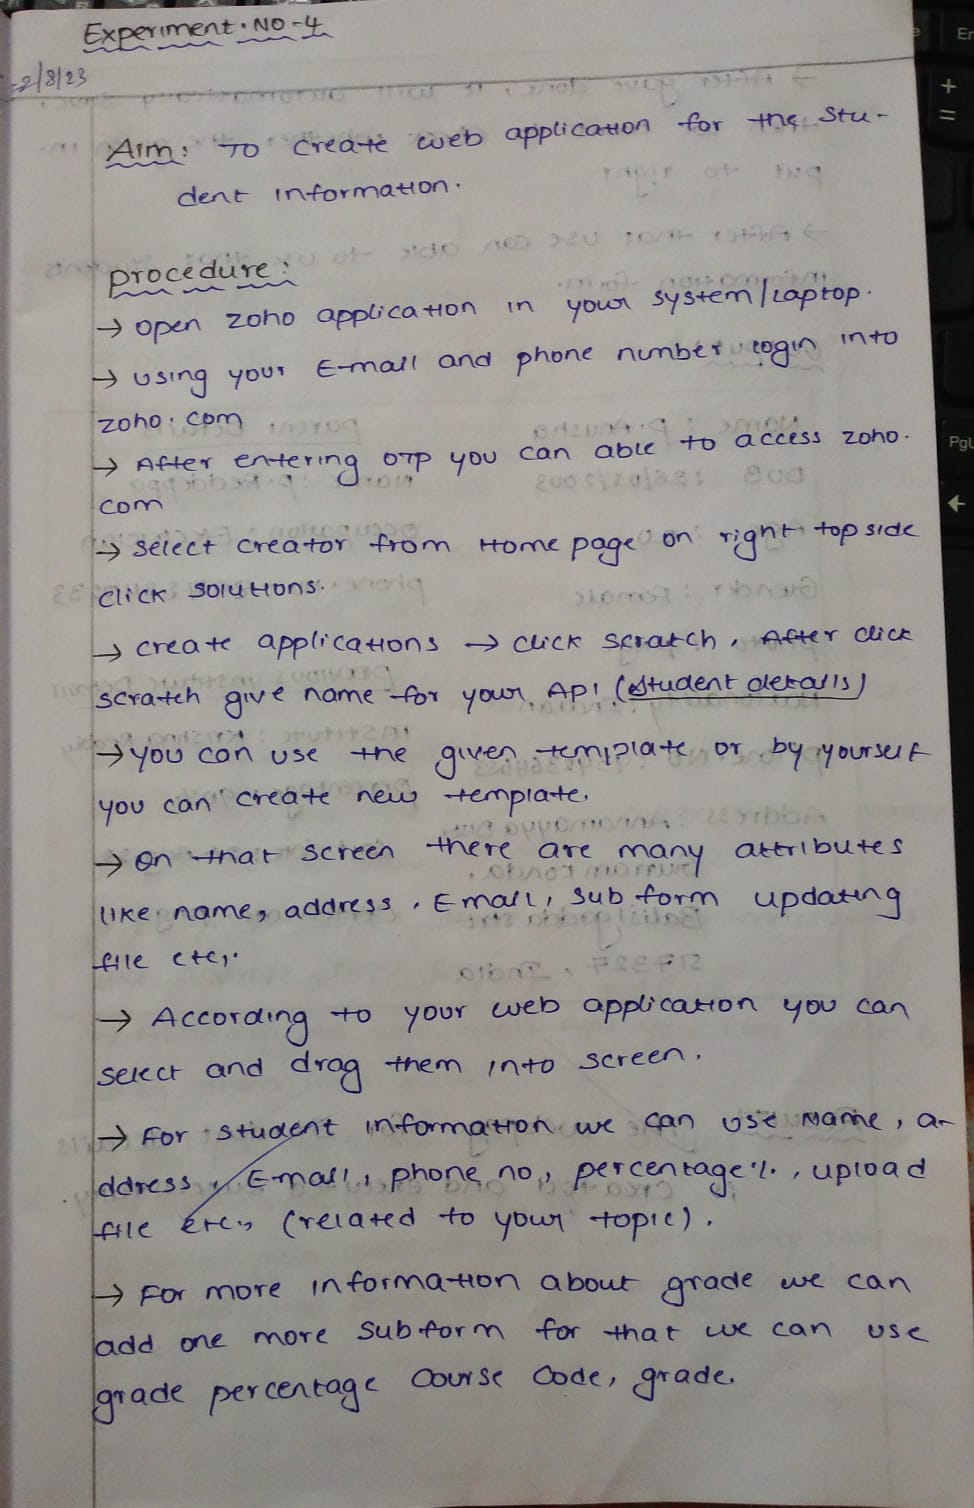 Experiment. NO-4
2/8/23
Aim: To create web application for the stu-
dent information.
procedure:
→ open zoho application in your system/Laptop.
→ using your E-mail and phone number login into
zoho.com
→ After entering OTP you can able to access zoho.
com
→ select creator from Home page on right top side
click solutions.
→ create applications → click scratch, After click
scratch give name for your API (student details)
→ you can use the given template or by yourself
you can create new template.
→ On that screen there are many attributes
like name, address, Email, sub form updating
file etc,.
→ According to your web application you can
select and drag them into screen.
→ For student information we can use Name, a-
ddress, E-mail, phone no, percentage %, upload
file etc., (related to your topic).
→ For more information about grade we can
add one more subform for that we can use
grade percentage course code, grade.